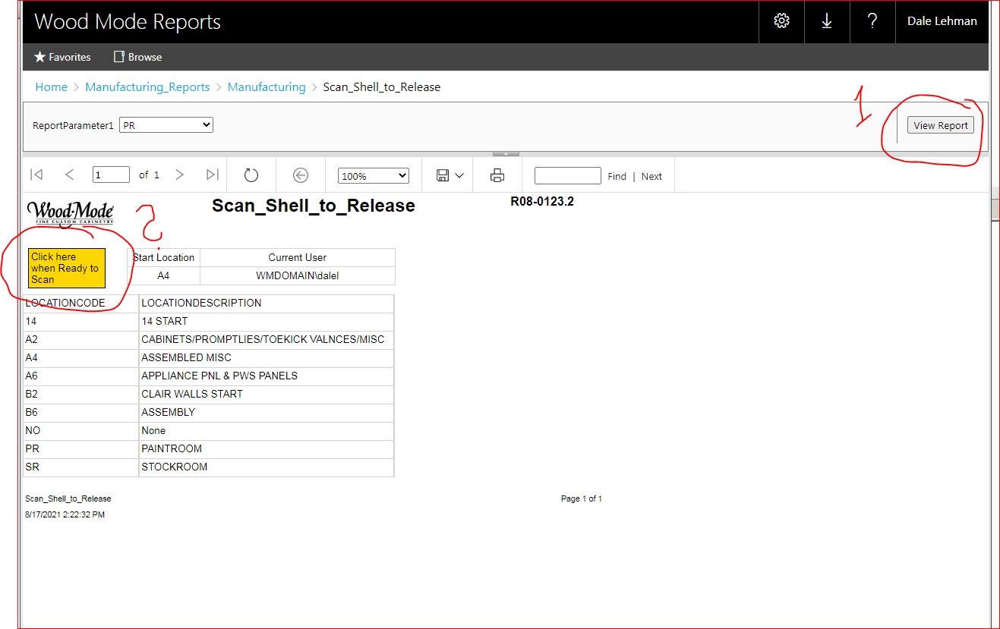 Wood Mode Reports
? Dale Lehman
Favorites Browse
Home > Manufacturing_Reports > Manufacturing > Scan_Shell_to_Release
1
ReportParameter1 PR View Report
1 of 1 100% Find | Next
Wood-Mode
FINE CUSTOM CABINETRY
Scan_Shell_to_Release R08-0123.2
?
Click here
when Ready to
Scan
Start Location Current User
A4 WMDOMAIN\dalel
LOCATIONCODE LOCATIONDESCRIPTION
14 14 START
A2 CABINETS/PROMPTLIES/TOEKICK VALNCES/MISC
A4 ASSEMBLED MISC
A6 APPLIANCE PNL & PWS PANELS
B2 CLAIR WALLS START
B6 ASSEMBLY
NO None
PR PAINTROOM
SR STOCKROOM
Scan_Shell_to_Release Page 1 of 1
8/17/2021 2:22:32 PM